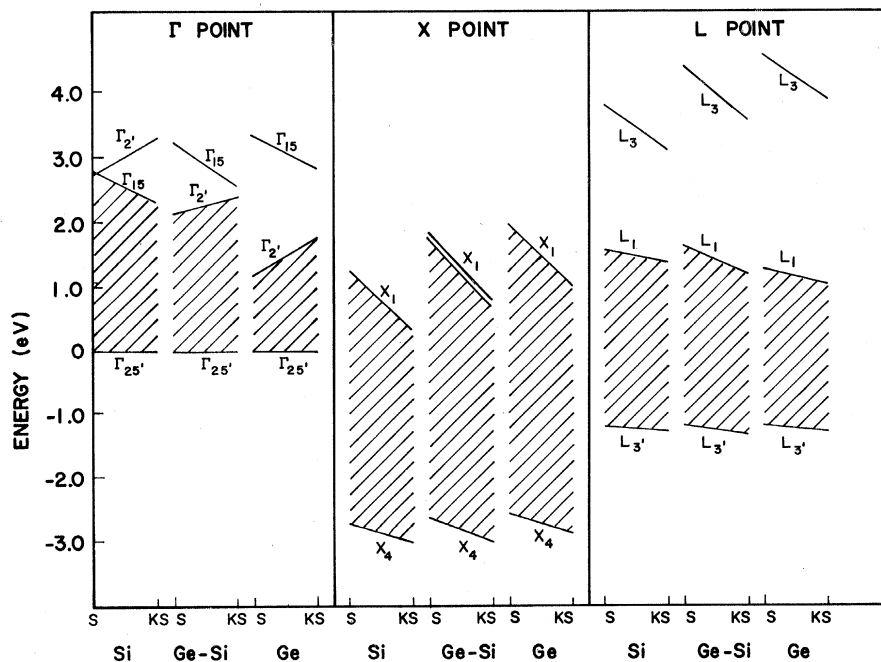 Γ POINT
X POINT
L POINT
ENERGY (eV)
4.0
3.0
2.0
1.0
0
-1.0
-2.0
-3.0
Γ2'
Γ15
Γ25'
Γ15
Γ2'
Γ25'
Γ15
Γ2'
Γ25'
X1
X4
X1
X4
X1
X4
L3
L1
L3'
L3
L1
L3'
L3
L1
L3'
S KS S KS S KS S KS S KS S KS S KS S KS S KS
Si Ge-Si Ge Si Ge-Si Ge Si Ge-Si Ge